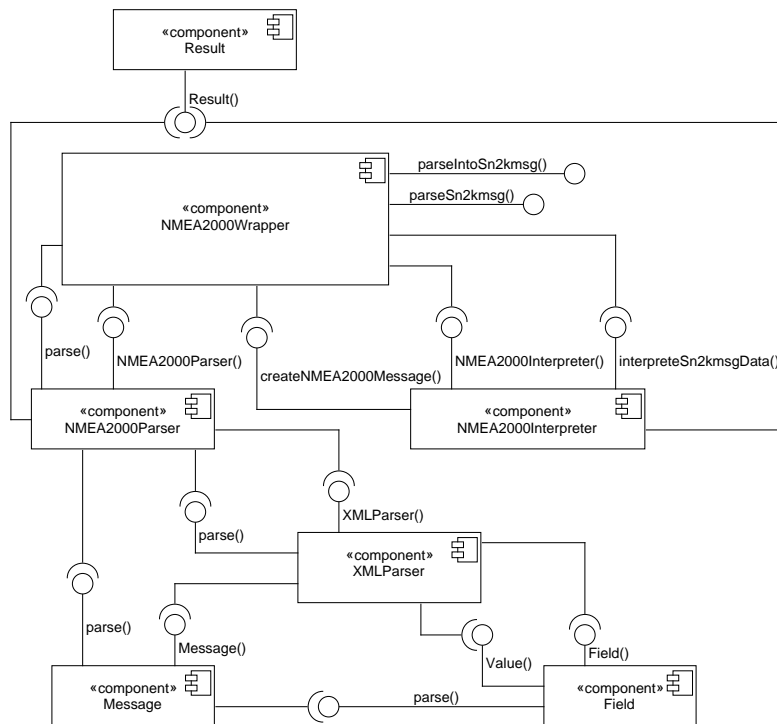 «component»
Result
Result()
parseIntoSn2kmsg()
parseSn2kmsg()
«component»
NMEA2000Wrapper
parse()
NMEA2000Parser()
createNMEA2000Message()
NMEA2000Interpreter()
interpreteSn2kmsgData()
«component»
NMEA2000Parser
«component»
NMEA2000Interpreter
parse()
XMLParser()
«component»
XMLParser
parse()
Message()
Value()
Field()
«component»
Message
parse()
«component»
Field